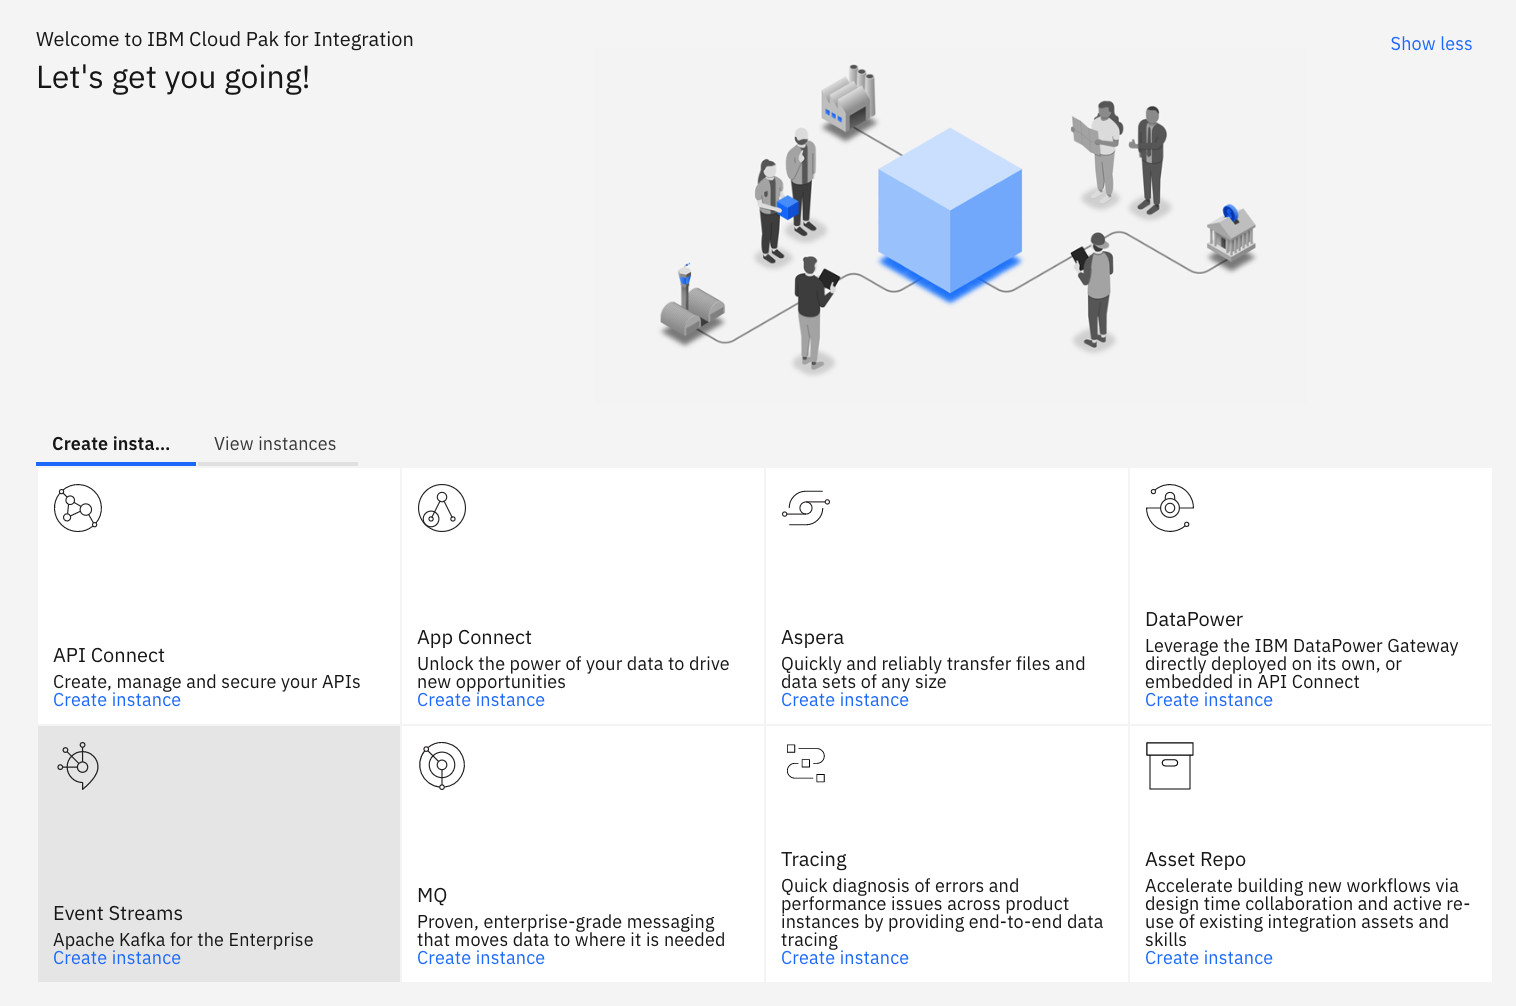 Welcome to IBM Cloud Pak for Integration
Show less
Let's get you going!
Create insta...
View instances
API Connect
Create, manage and secure your APIs
Create instance
App Connect
Unlock the power of your data to drive
new opportunities
Create instance
Aspera
Quickly and reliably transfer files and
data sets of any size
Create instance
DataPower
Leverage the IBM DataPower Gateway
directly deployed on its own, or
embedded in API Connect
Create instance
Event Streams
Apache Kafka for the Enterprise
Create instance
MQ
Proven, enterprise-grade messaging
that moves data to where it is needed
Create instance
Tracing
Quick diagnosis of errors and
performance issues across product
instances by providing end-to-end data
tracing
Create instance
Asset Repo
Accelerate building new workflows via
design time collaboration and active re-
use of existing integration assets and
skills
Create instance